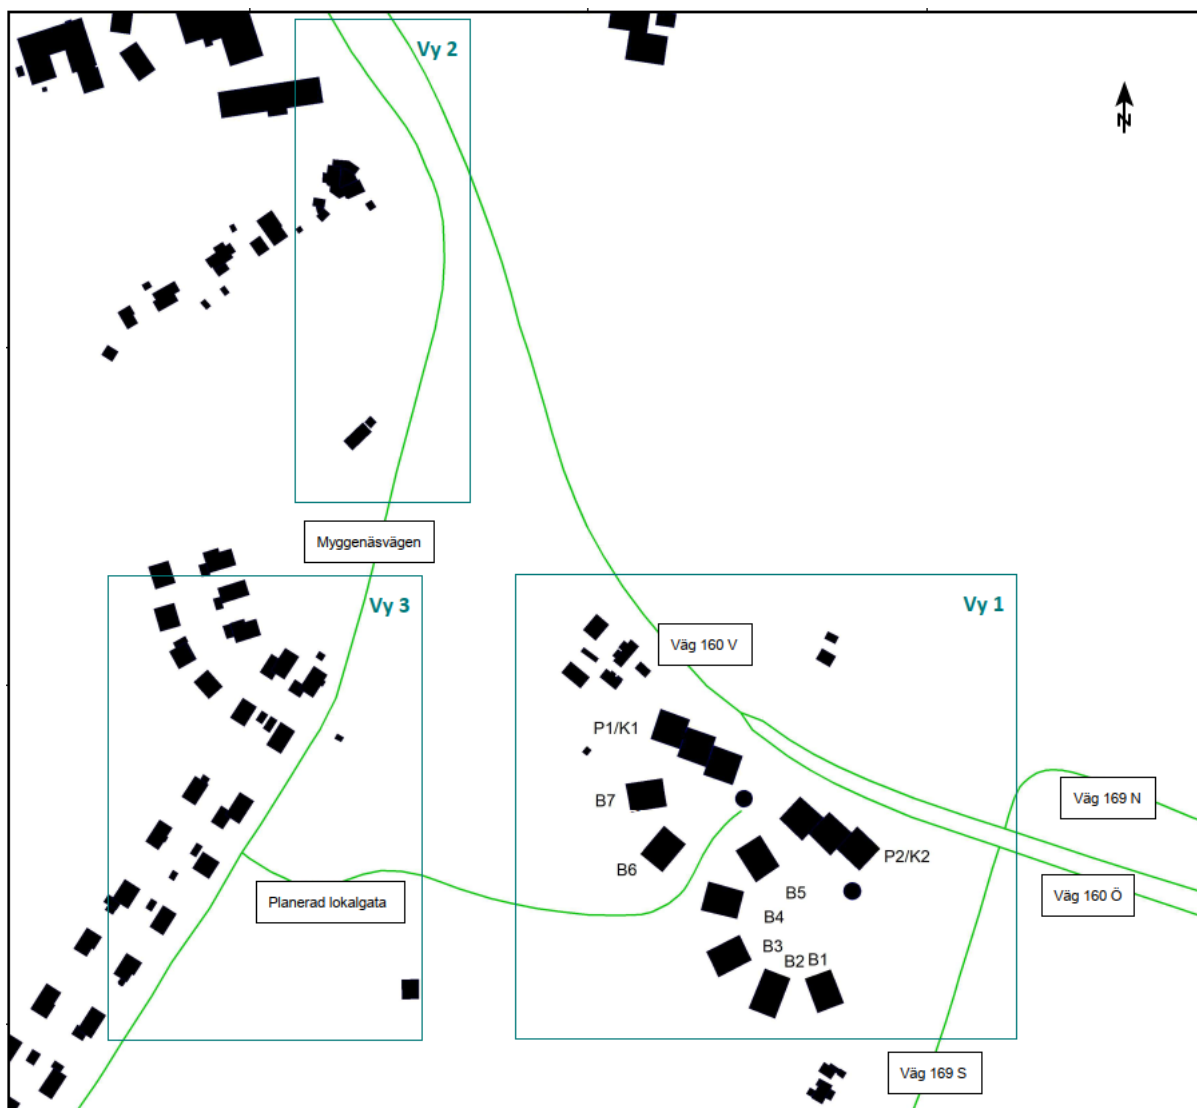 Vy 2
N
Myggenäsvägen
Vy 3
Vy 1
Väg 160 V
P1/K1
Väg 169 N
B7
P2/K2
B6
Väg 160 Ö
Planerad lokalgata
B5
B4
B3
B2
B1
Väg 169 S